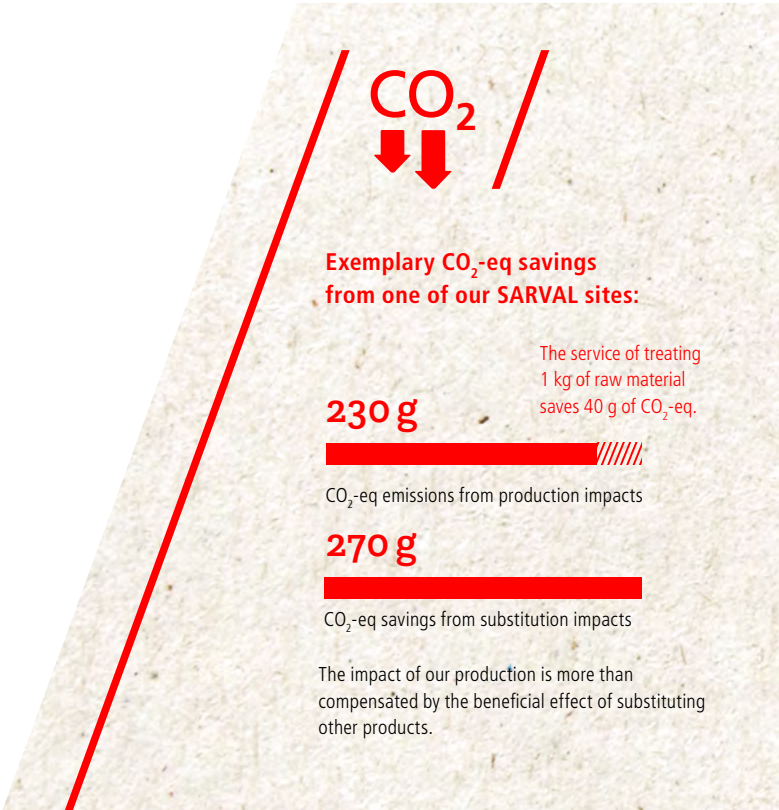 CO₂
Exemplary CO₂-eq savings
from one of our SARVAL sites:
The service of treating
1 kg of raw material
saves 40 g of CO₂-eq.
230 g
CO₂-eq emissions from production impacts
270 g
CO₂-eq savings from substitution impacts
The impact of our production is more than
compensated by the beneficial effect of substituting
other products.